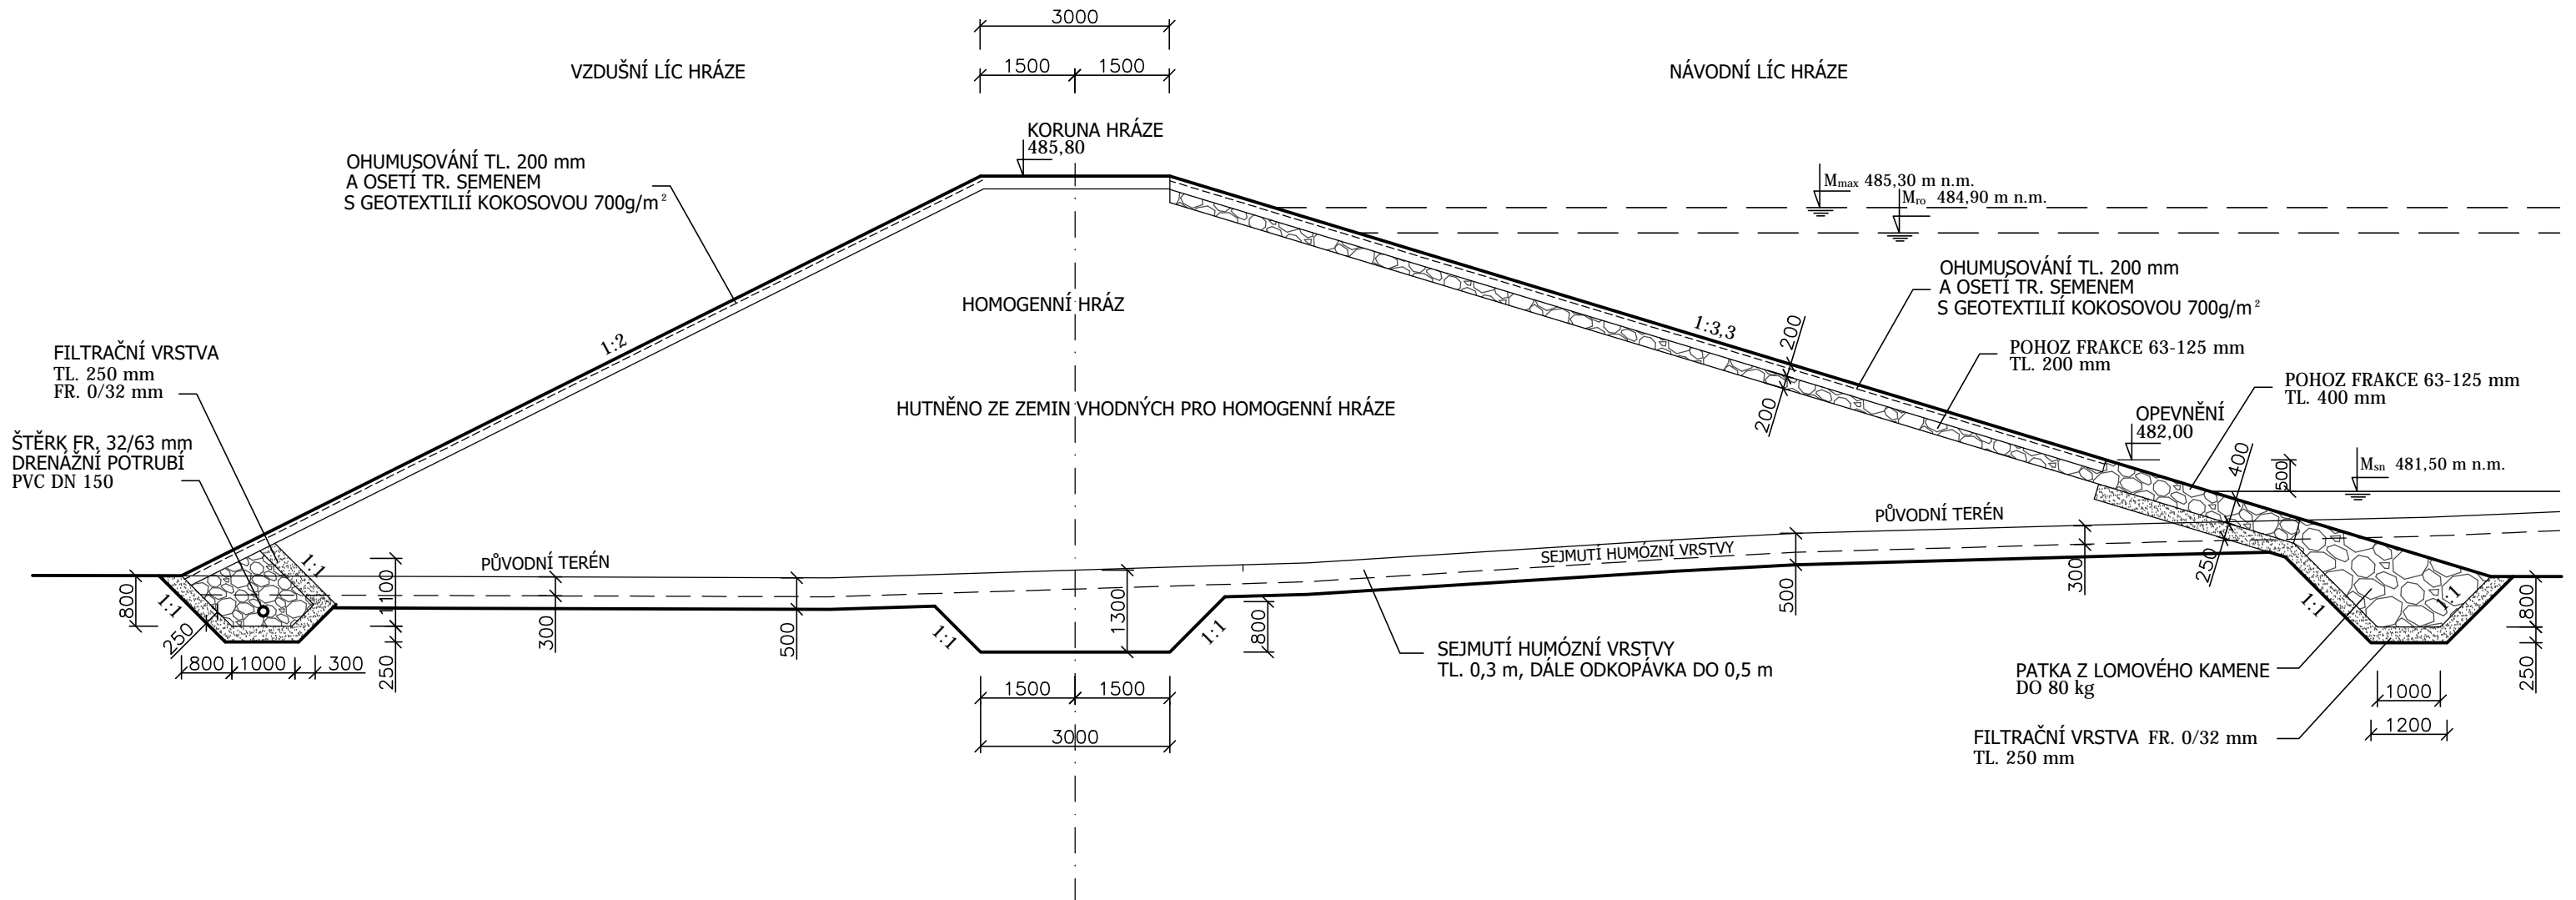 3000
1500
1500
VZDUŠNÍ LÍC HRÁZE
NÁVODNÍ LÍC HRÁZE
KORUNA HRÁZE
485,80
OHUMUSOVÁNÍ TL. 200 mm
A OSETÍ TR. SEMENEM
S GEOTEXTILIÍ KOKOSOVOU 700g/m²
Mmax 485,30 m n.m.
Mro 484,90 m n.m.
OHUMUSOVÁNÍ TL. 200 mm
A OSETÍ TR. SEMENEM
S GEOTEXTILIÍ KOKOSOVOU 700g/m²
HOMOGENNÍ HRÁZ
1:2
1:3,3
200
200
FILTRAČNÍ VRSTVA
TL. 250 mm
FR. 0/32 mm
POHOZ FRAKCE 63-125 mm
TL. 200 mm
POHOZ FRAKCE 63-125 mm
TL. 400 mm
HUTNĚNO ZE ZEMIN VHODNÝCH PRO HOMOGENNÍ HRÁZE
OPEVNĚNÍ
482,00
ŠTĚRK FR. 32/63 mm
DRENÁŽNÍ POTRUBÍ
PVC DN 150
400
500
Msn 481,50 m n.m.
PŮVODNÍ TERÉN
SEJMUTÍ HUMÓZNÍ VRSTVY
PŮVODNÍ TERÉN
1:1
1:1
800
250
1100
250
300
500
1300
800
1:1
1:1
500
300
250
1:1
1:1
800
250
800
1000
300
SEJMUTÍ HUMÓZNÍ VRSTVY
TL. 0,3 m, DÁLE ODKOPÁVKA DO 0,5 m
PATKA Z LOMOVÉHO KAMENE
DO 80 kg
1500
1500
3000
1000
1200
FILTRAČNÍ VRSTVA FR. 0/32 mm
TL. 250 mm